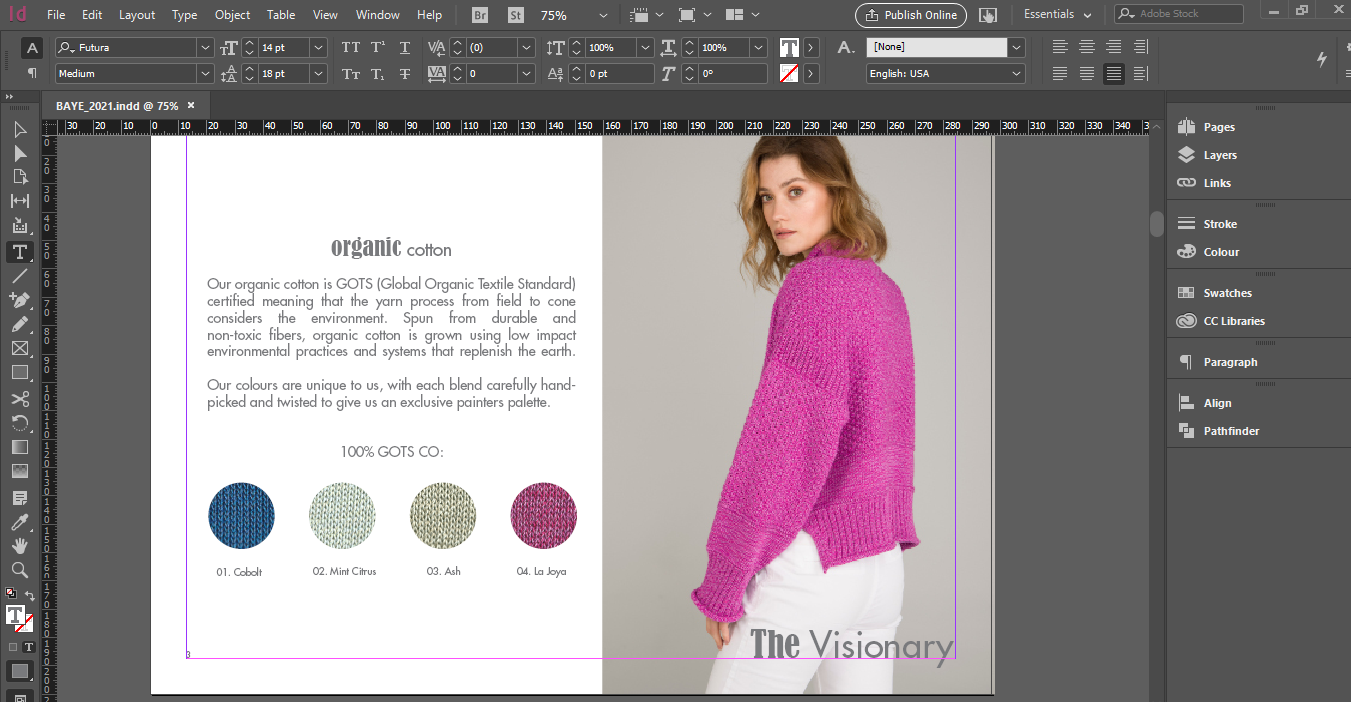 Id File Edit Layout Type Object Table View Window Help Br St 75% Publish Online Essentials Adobe Stock
A Futura 14 pt TT T¹ T VA (0) 100% 100% T A. [None]
¶ Medium 18 pt Tт T₁ T VA 0 0 pt 0° English: USA
BAYE_2021.indd @ 75% ×
30 20 10 0 10 20 30 40 50 60 70 80 90 100 110 120 130 140 150 160 170 180 190 200 210 220 230 240 250 260 270 280 290 300 310 320 330 340
Pages
Layers
Links
Stroke
Colour
Swatches
CC Libraries
Paragraph
Align
Pathfinder
organic cotton
Our organic cotton is GOTS (Global Organic Textile Standard)
certified meaning that the yarn process from field to cone
considers the environment. Spun from durable and
non-toxic fibers, organic cotton is grown using low impact
environmental practices and systems that replenish the earth.
Our colours are unique to us, with each blend carefully hand-
picked and twisted to give us an exclusive painters palette.
100% GOTS CO:
01. Cobolt 02. Mint Citrus 03. Ash 04. La Joya
The Visionary
3